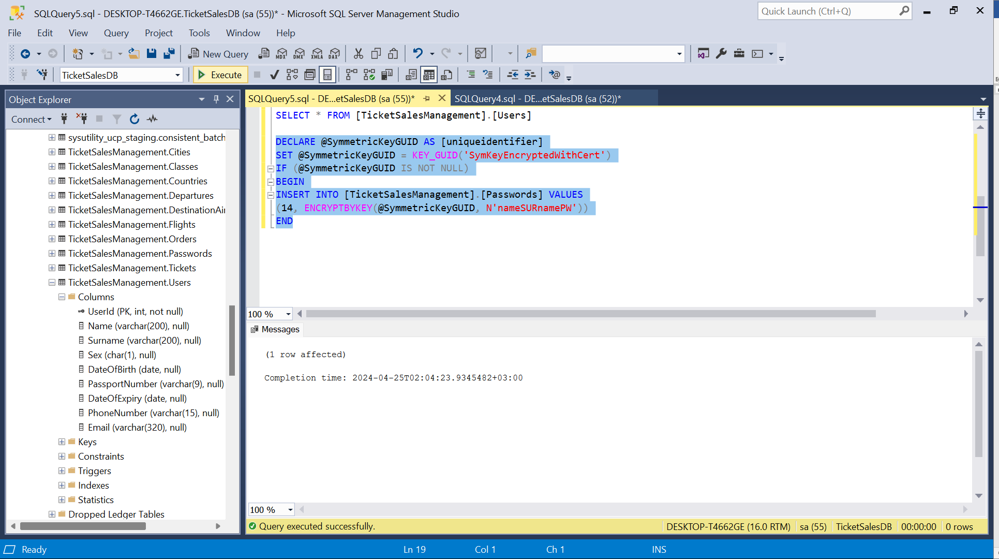 SQLQuery5.sql - DESKTOP-T4662GE.TicketSalesDB (sa (55))* - Microsoft SQL Server Management Studio
Quick Launch (Ctrl+Q)
File Edit View Query Project Tools Window Help
New Query MDX DMX XMLA DAX
TicketSalesDB Execute
Object Explorer
Connect
sysutility_ucp_staging.consistent_batch
TicketSalesManagement.Cities
TicketSalesManagement.Classes
TicketSalesManagement.Countries
TicketSalesManagement.Departures
TicketSalesManagement.DestinationAi
TicketSalesManagement.Flights
TicketSalesManagement.Orders
TicketSalesManagement.Passwords
TicketSalesManagement.Tickets
TicketSalesManagement.Users
Columns
UserId (PK, int, not null)
Name (varchar(200), null)
Surname (varchar(200), null)
Sex (char(1), null)
DateOfBirth (date, null)
PassportNumber (varchar(9), null)
DateOfExpiry (date, null)
PhoneNumber (varchar(15), null)
Email (varchar(320), null)
Keys
Constraints
Triggers
Indexes
Statistics
Dropped Ledger Tables
SQLQuery5.sql - DE...etSalesDB (sa (55))* SQLQuery4.sql - DE...etSalesDB (sa (52))*
SELECT * FROM [TicketSalesManagement].[Users]
DECLARE @SymmetricKeyGUID AS [uniqueidentifier]
SET @SymmetricKeyGUID = KEY_GUID('SymKeyEncryptedWithCert')
IF (@SymmetricKeyGUID IS NOT NULL)
BEGIN
INSERT INTO [TicketSalesManagement].[Passwords] VALUES
(14, ENCRYPTBYKEY(@SymmetricKeyGUID, N'nameSURnamePW'))
END
100 %
Messages
(1 row affected)
Completion time: 2024-04-25T02:04:23.9345482+03:00
100 %
Query executed successfully. DESKTOP-T4662GE (16.0 RTM) sa (55) TicketSalesDB 00:00:00 0 rows
Ready Ln 19 Col 1 Ch 1 INS